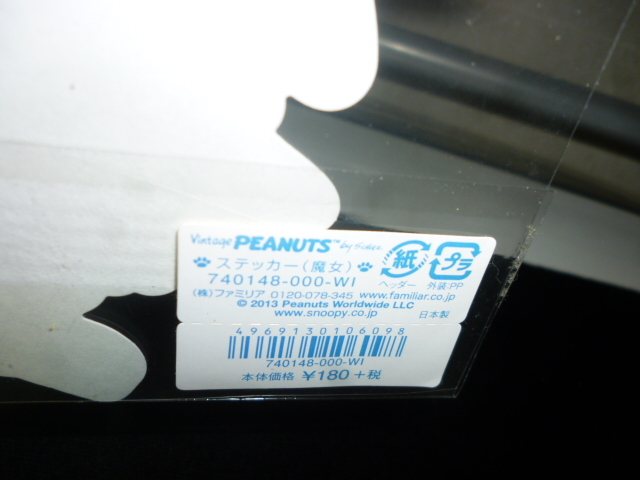 Vintage PEANUTS™ by Schulz
ステッカー(魔女)
紙 プラ
740148-000-WI
ヘッダー 外装:PP
(株)ファミリア 0120-078-345 www.familiar.co.jp
© 2013 Peanuts Worldwide LLC
www.snoopy.co.jp 日本製
4969130106098
740148-000-WI
本体価格 ¥180 +税